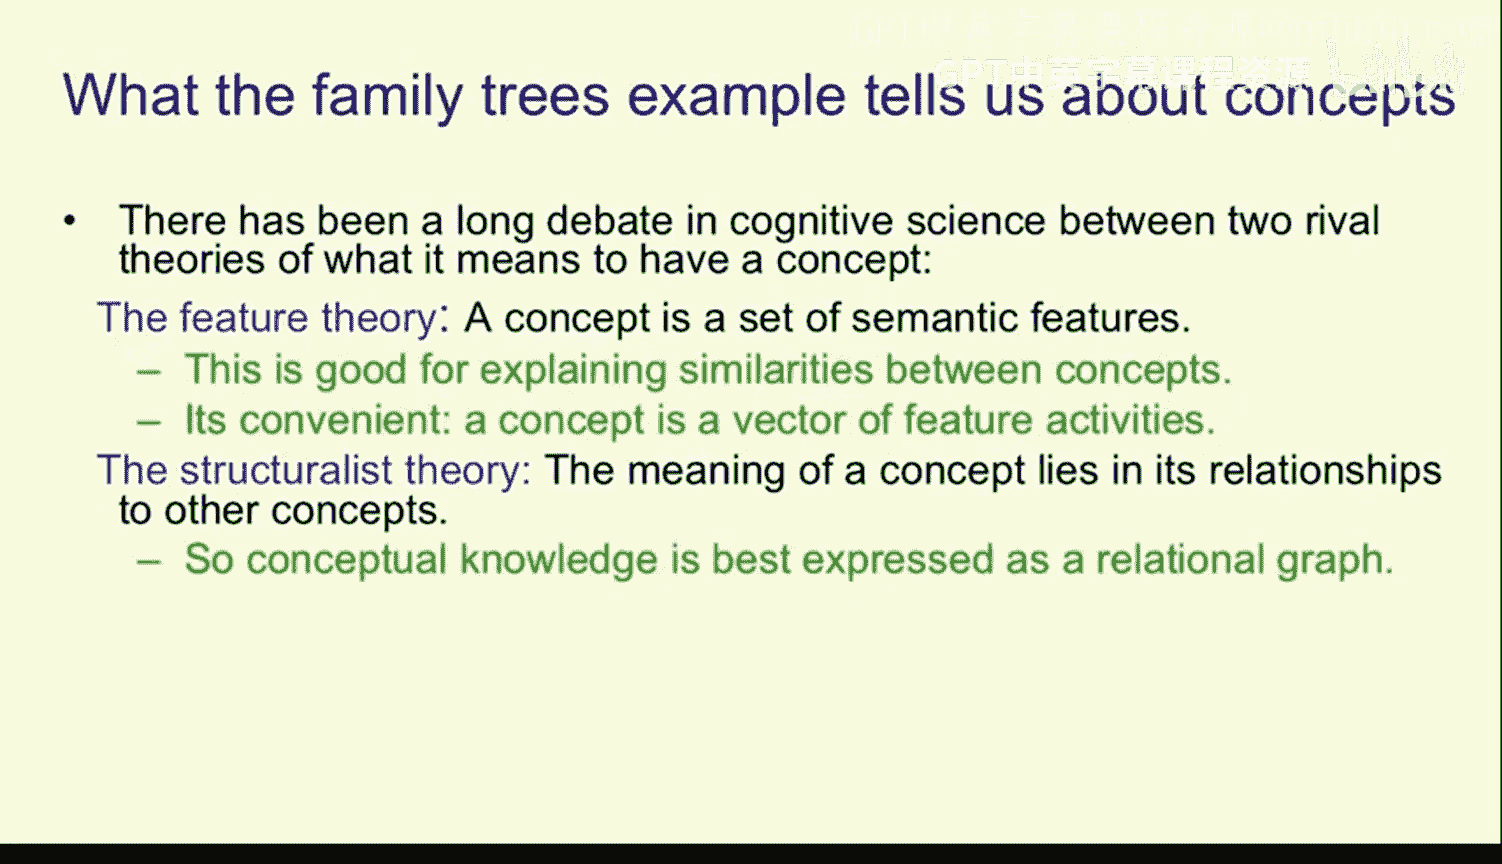 What the family trees example tells us about concepts
• There has been a long debate in cognitive science between two rival
theories of what it means to have a concept:
The feature theory: A concept is a set of semantic features.
– This is good for explaining similarities between concepts.
– Its convenient: a concept is a vector of feature activities.
The structuralist theory: The meaning of a concept lies in its relationships
to other concepts.
– So conceptual knowledge is best expressed as a relational graph.